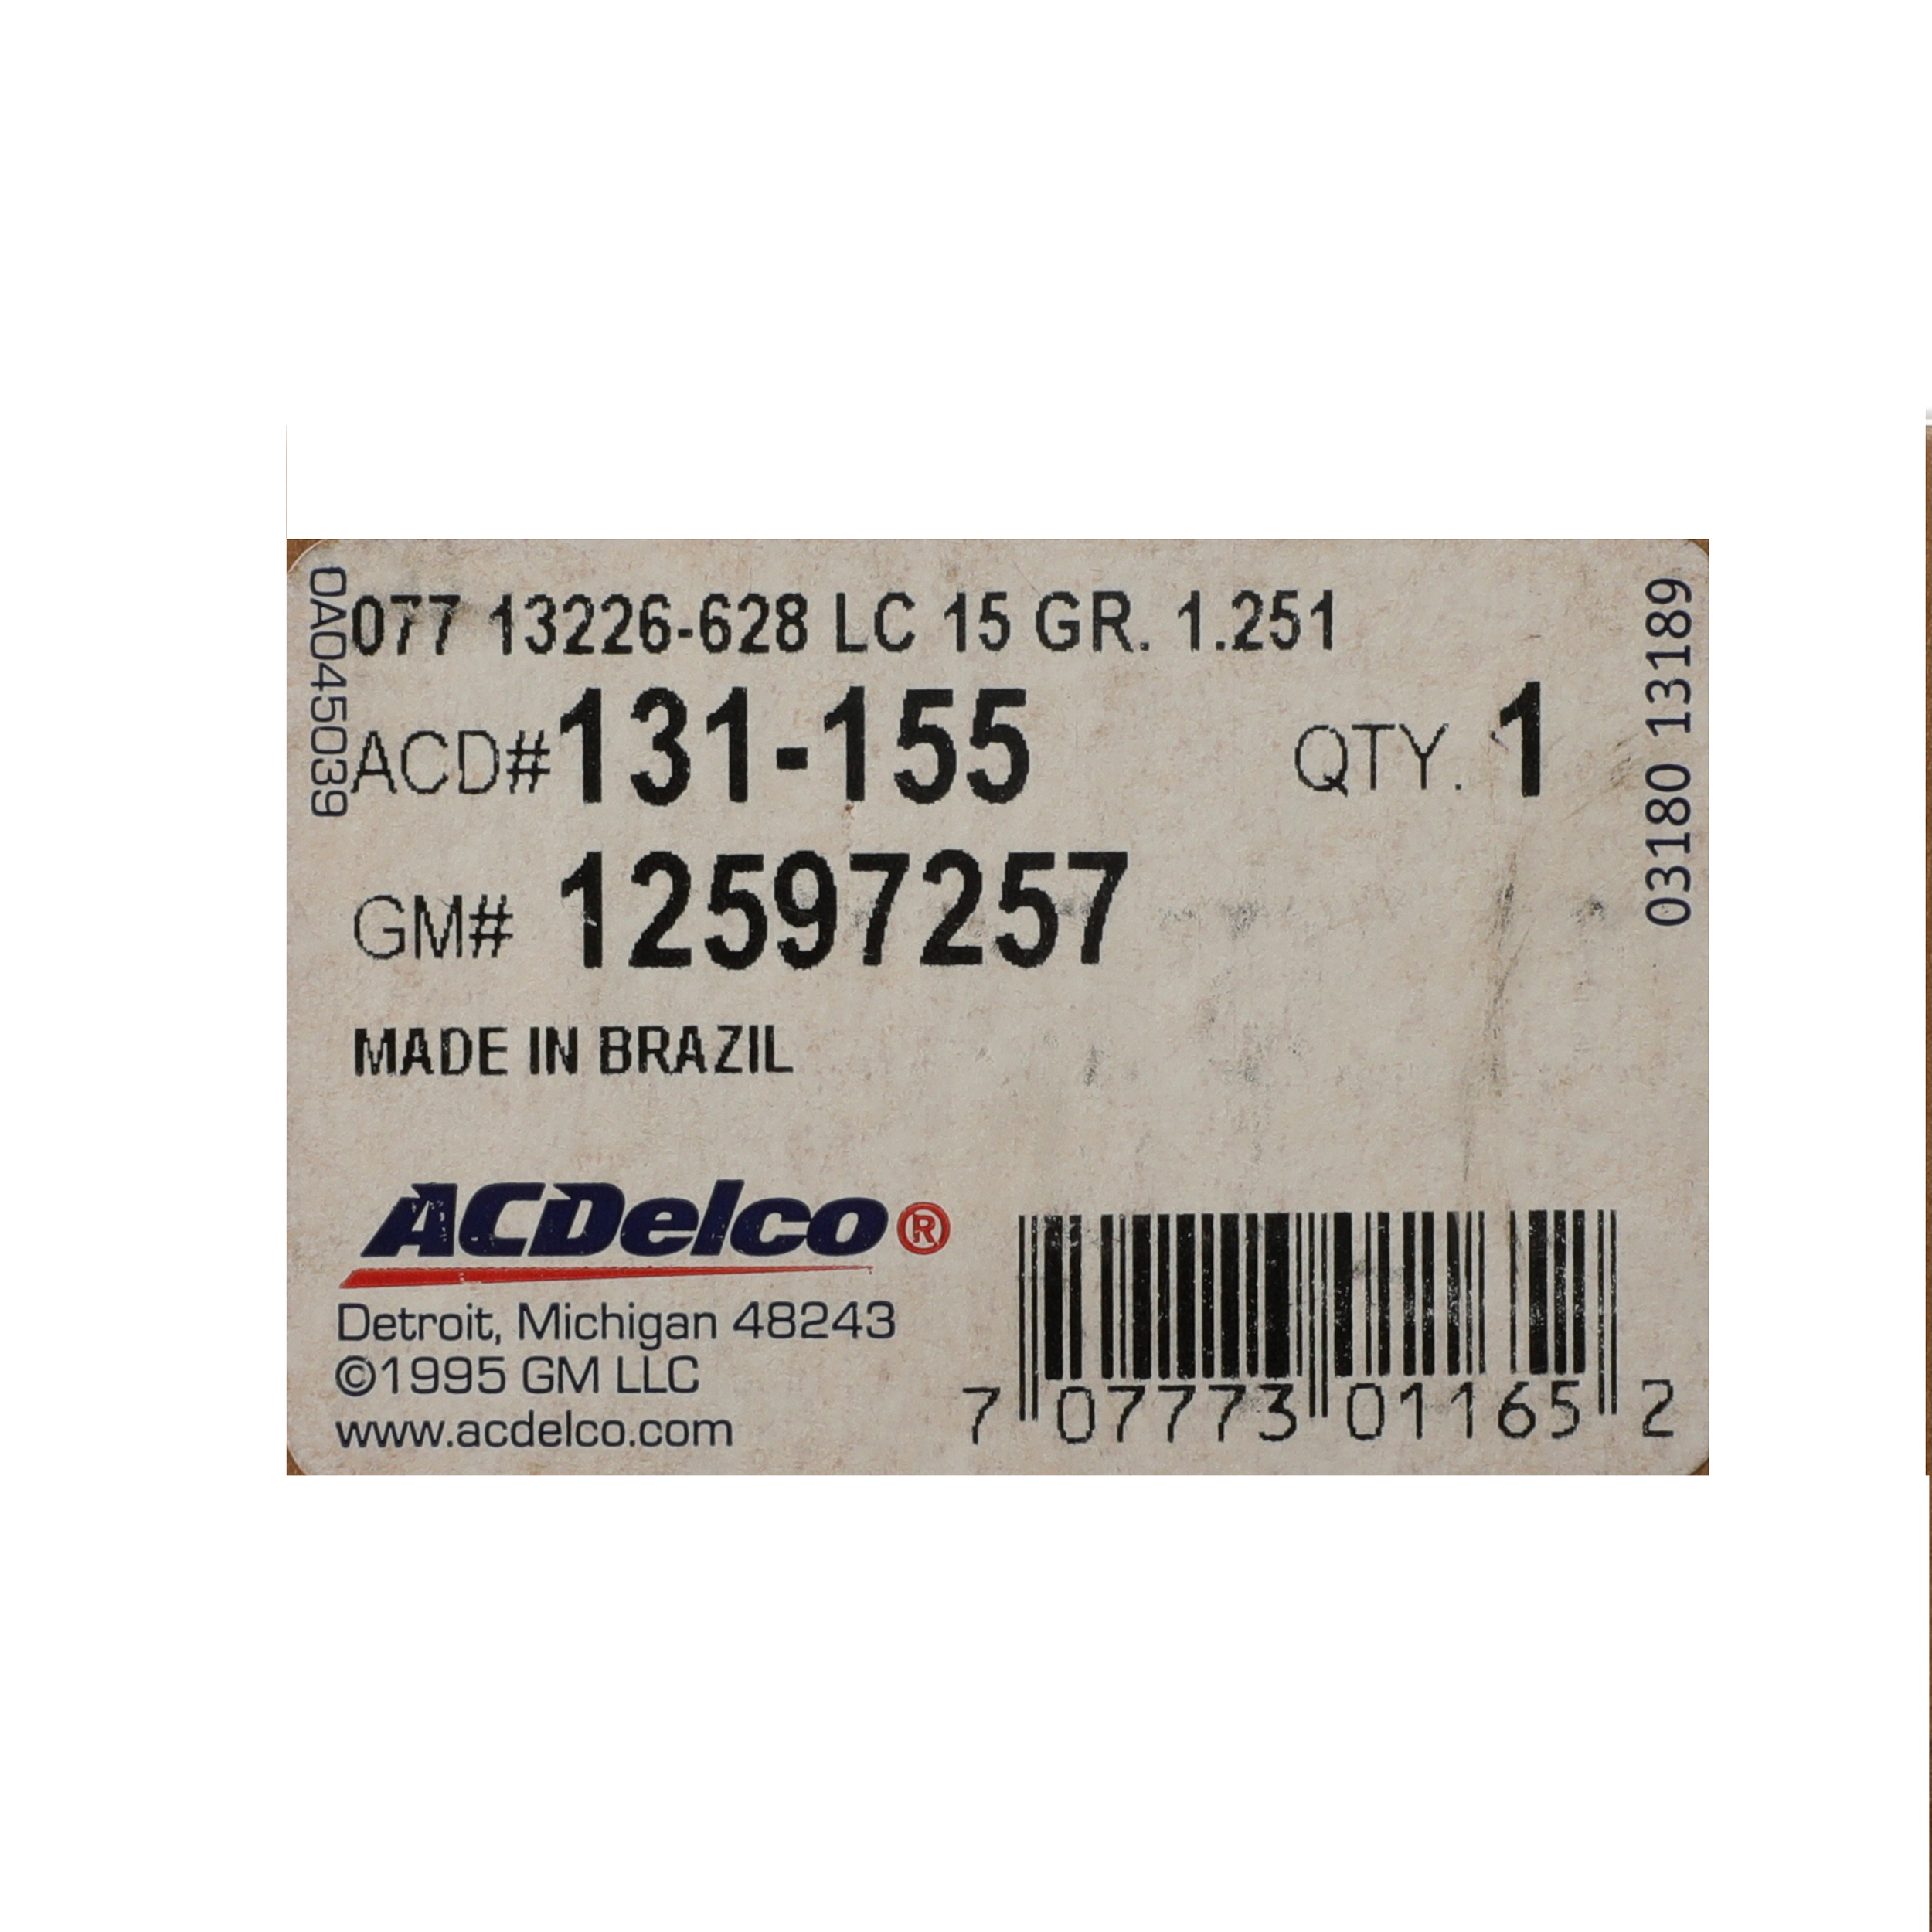 077 13226-628 LC 15 GR. 1.251
ACD# 131-155 QTY. 1
GM# 12597257
MADE IN BRAZIL
ACDelco®
Detroit, Michigan 48243
©1995 GM LLC
www.acdelco.com
7 07773 01165 2
0A045039
03180 13189